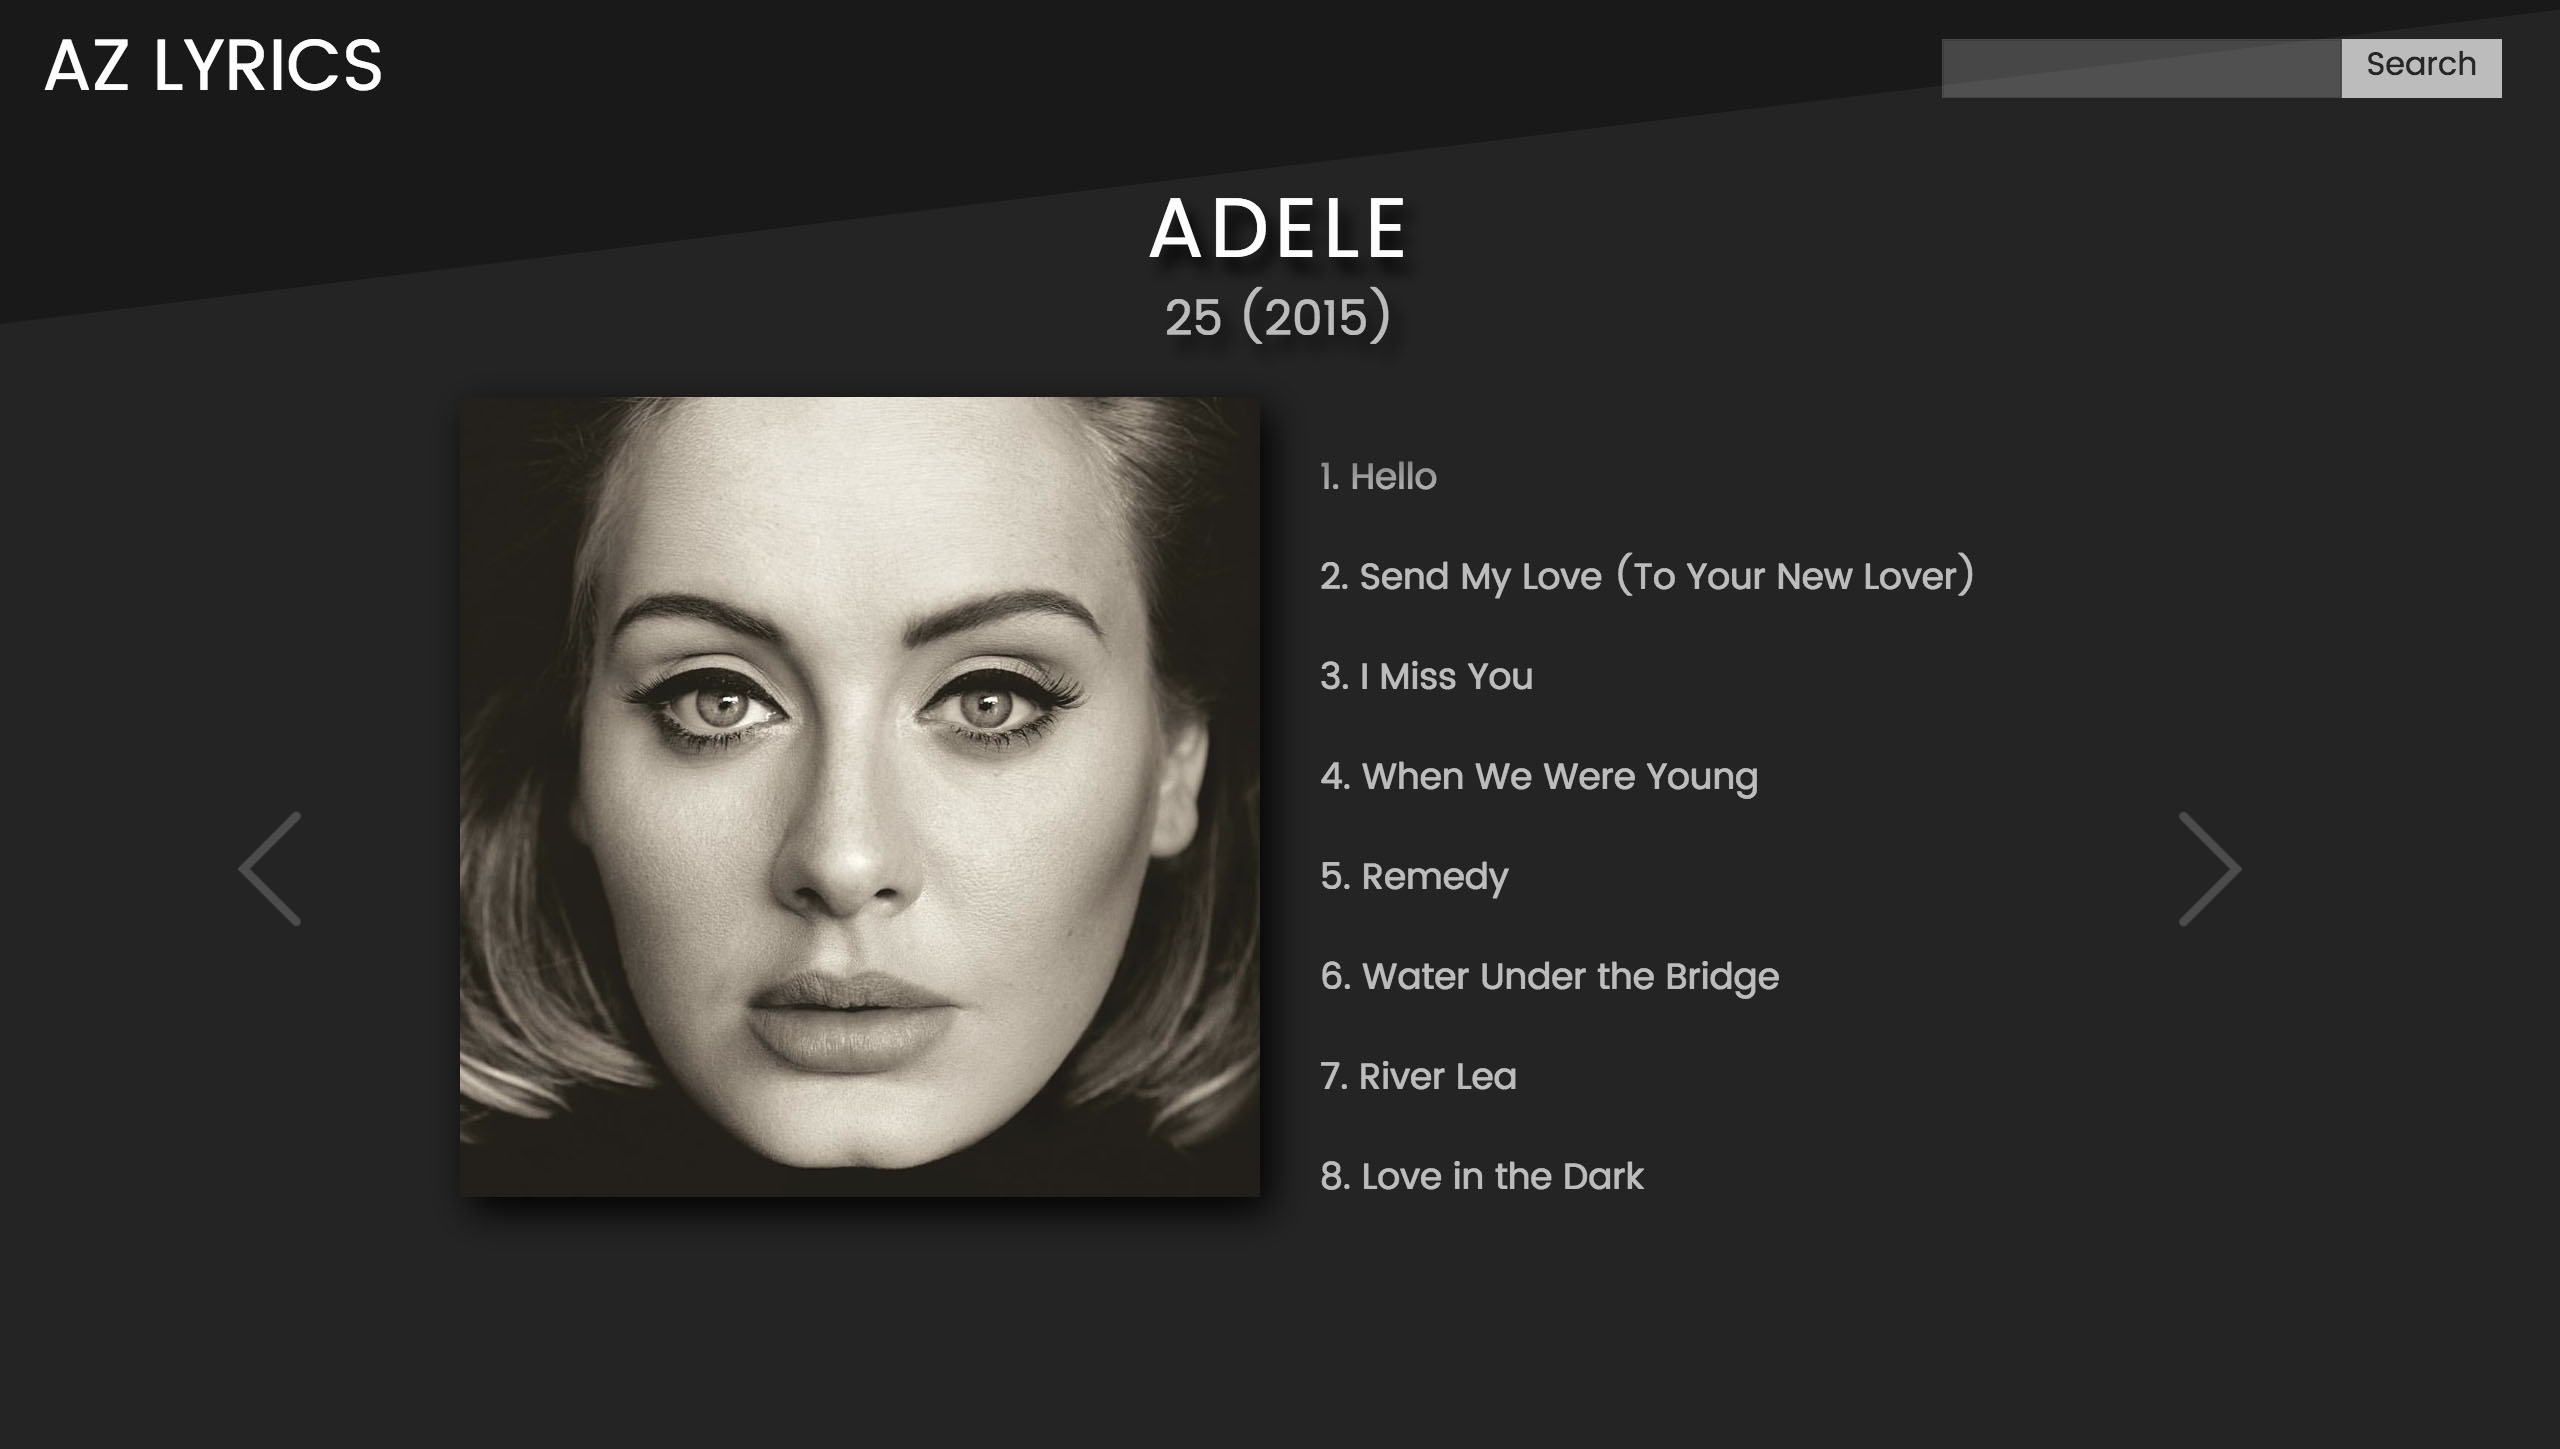 AZ LYRICS
Search
ADELE
25 (2015)
1. Hello
2. Send My Love (To Your New Lover)
3. I Miss You
4. When We Were Young
5. Remedy
6. Water Under the Bridge
7. River Lea
8. Love in the Dark